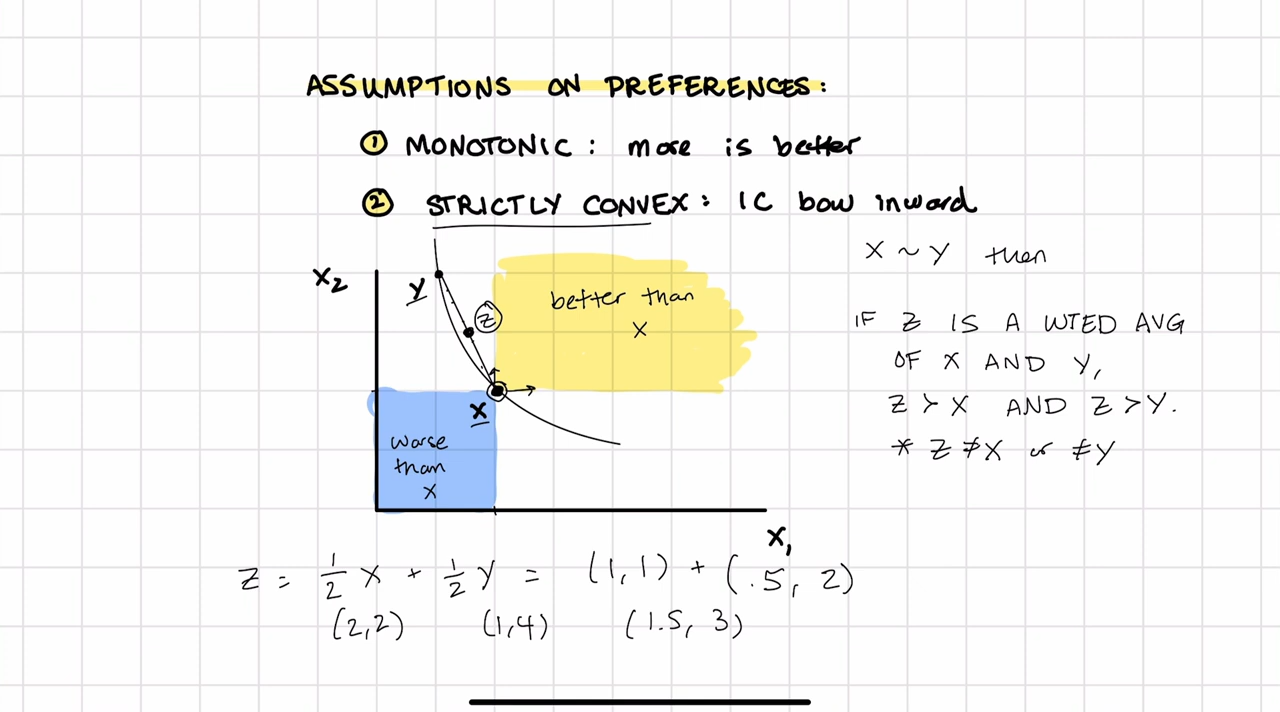 ASSUMPTIONS ON PREFERENCES:
① MONOTONIC: more is better
② STRICTLY CONVEX: IC bow inward
X ~ Y then
X₂
Y
Z
better than
X
IF Z IS A WTED AVG
OF X AND Y,
Z > X AND Z > Y.
* Z ≠ X or ≠ Y
X
worse
than
X
X₁
Z = 1/2 X + 1/2 Y = (1,1) + (.5, 2)
(2,2) (1,4) (1.5, 3)